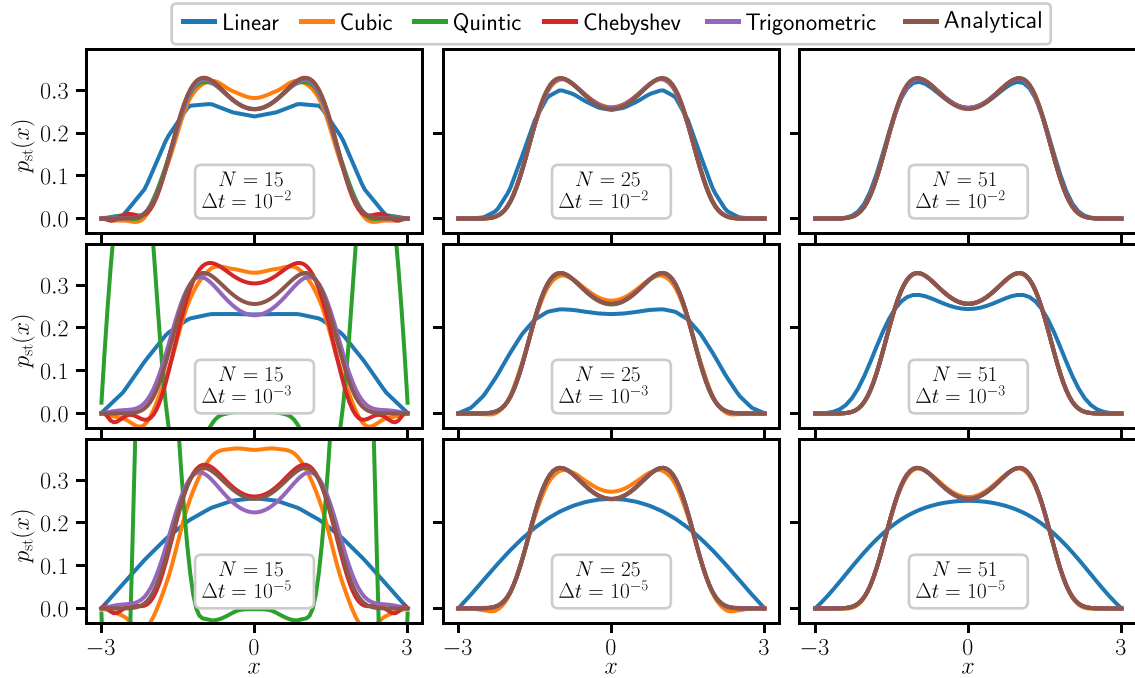 Linear Cubic Quintic Chebyshev Trigonometric Analytical
0.3
0.2
0.1
0.0
p_st(x)
N = 15
Δt = 10⁻²
N = 25
Δt = 10⁻²
N = 51
Δt = 10⁻²
0.3
0.2
0.1
0.0
p_st(x)
N = 15
Δt = 10⁻³
N = 25
Δt = 10⁻³
N = 51
Δt = 10⁻³
0.3
0.2
0.1
0.0
p_st(x)
N = 15
Δt = 10⁻⁵
N = 25
Δt = 10⁻⁵
N = 51
Δt = 10⁻⁵
−3 0 3
x
−3 0 3
x
−3 0 3
x